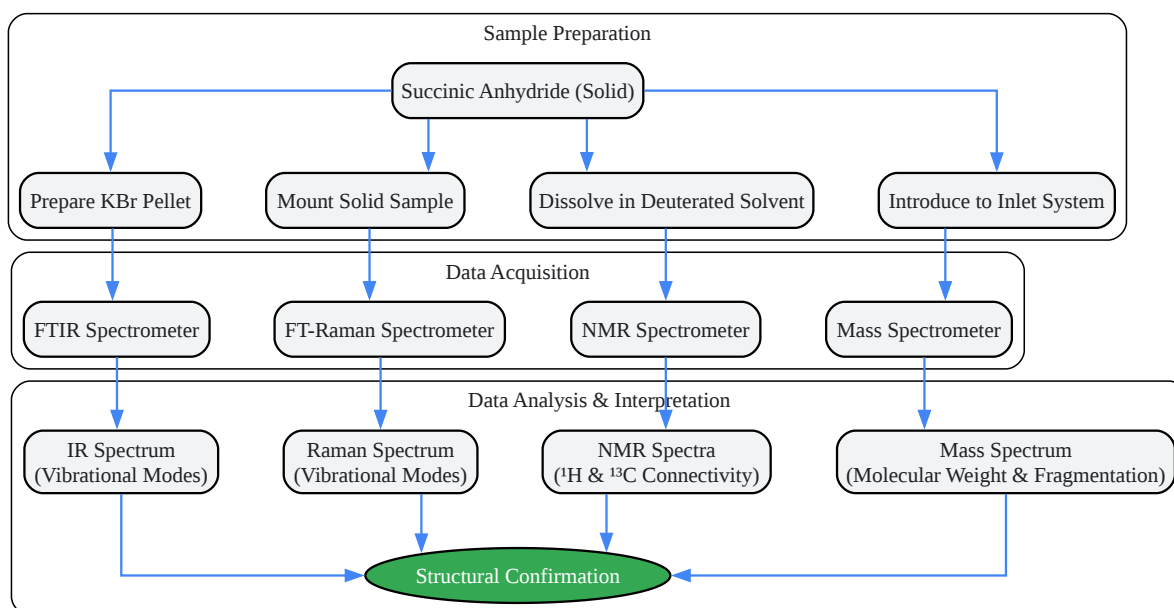 Sample Preparation
Succinic Anhydride (Solid)
Prepare KBr Pellet
Mount Solid Sample
Dissolve in Deuterated Solvent
Introduce to Inlet System
Data Acquisition
FTIR Spectrometer
FT-Raman Spectrometer
NMR Spectrometer
Mass Spectrometer
Data Analysis & Interpretation
IR Spectrum
(Vibrational Modes)
Raman Spectrum
(Vibrational Modes)
NMR Spectra
(¹H & ¹³C Connectivity)
Mass Spectrum
(Molecular Weight & Fragmentation)
Structural Confirmation